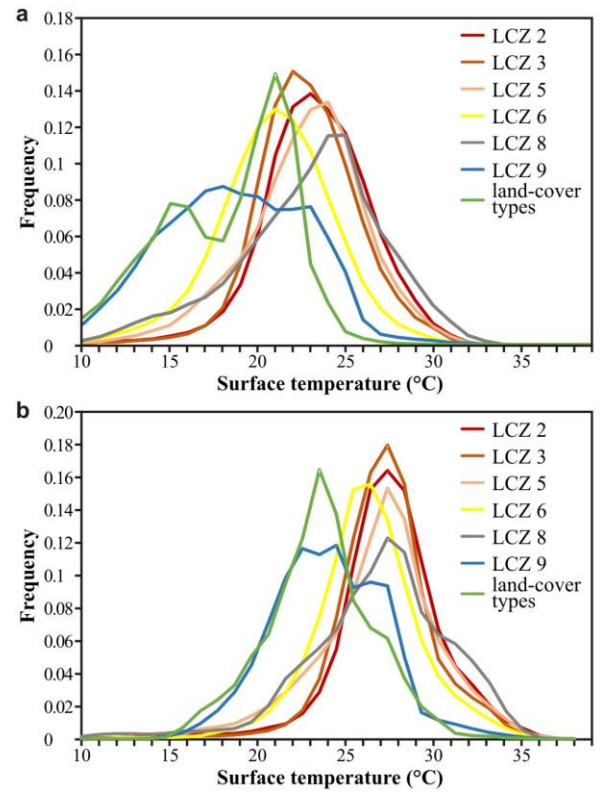 a
0.18
0.16
0.14
0.12
0.10
0.08
0.06
0.04
0.02
0
Frequency
10 15 20 25 30 35
Surface temperature (°C)
LCZ 2
LCZ 3
LCZ 5
LCZ 6
LCZ 8
LCZ 9
land-cover
types
b
0.20
0.18
0.16
0.14
0.12
0.1
0.08
0.06
0.04
0.02
0
Frequency
10 15 20 25 30 35
Surface temperature (°C)
LCZ 2
LCZ 3
LCZ 5
LCZ 6
LCZ 8
LCZ 9
land-cover
types